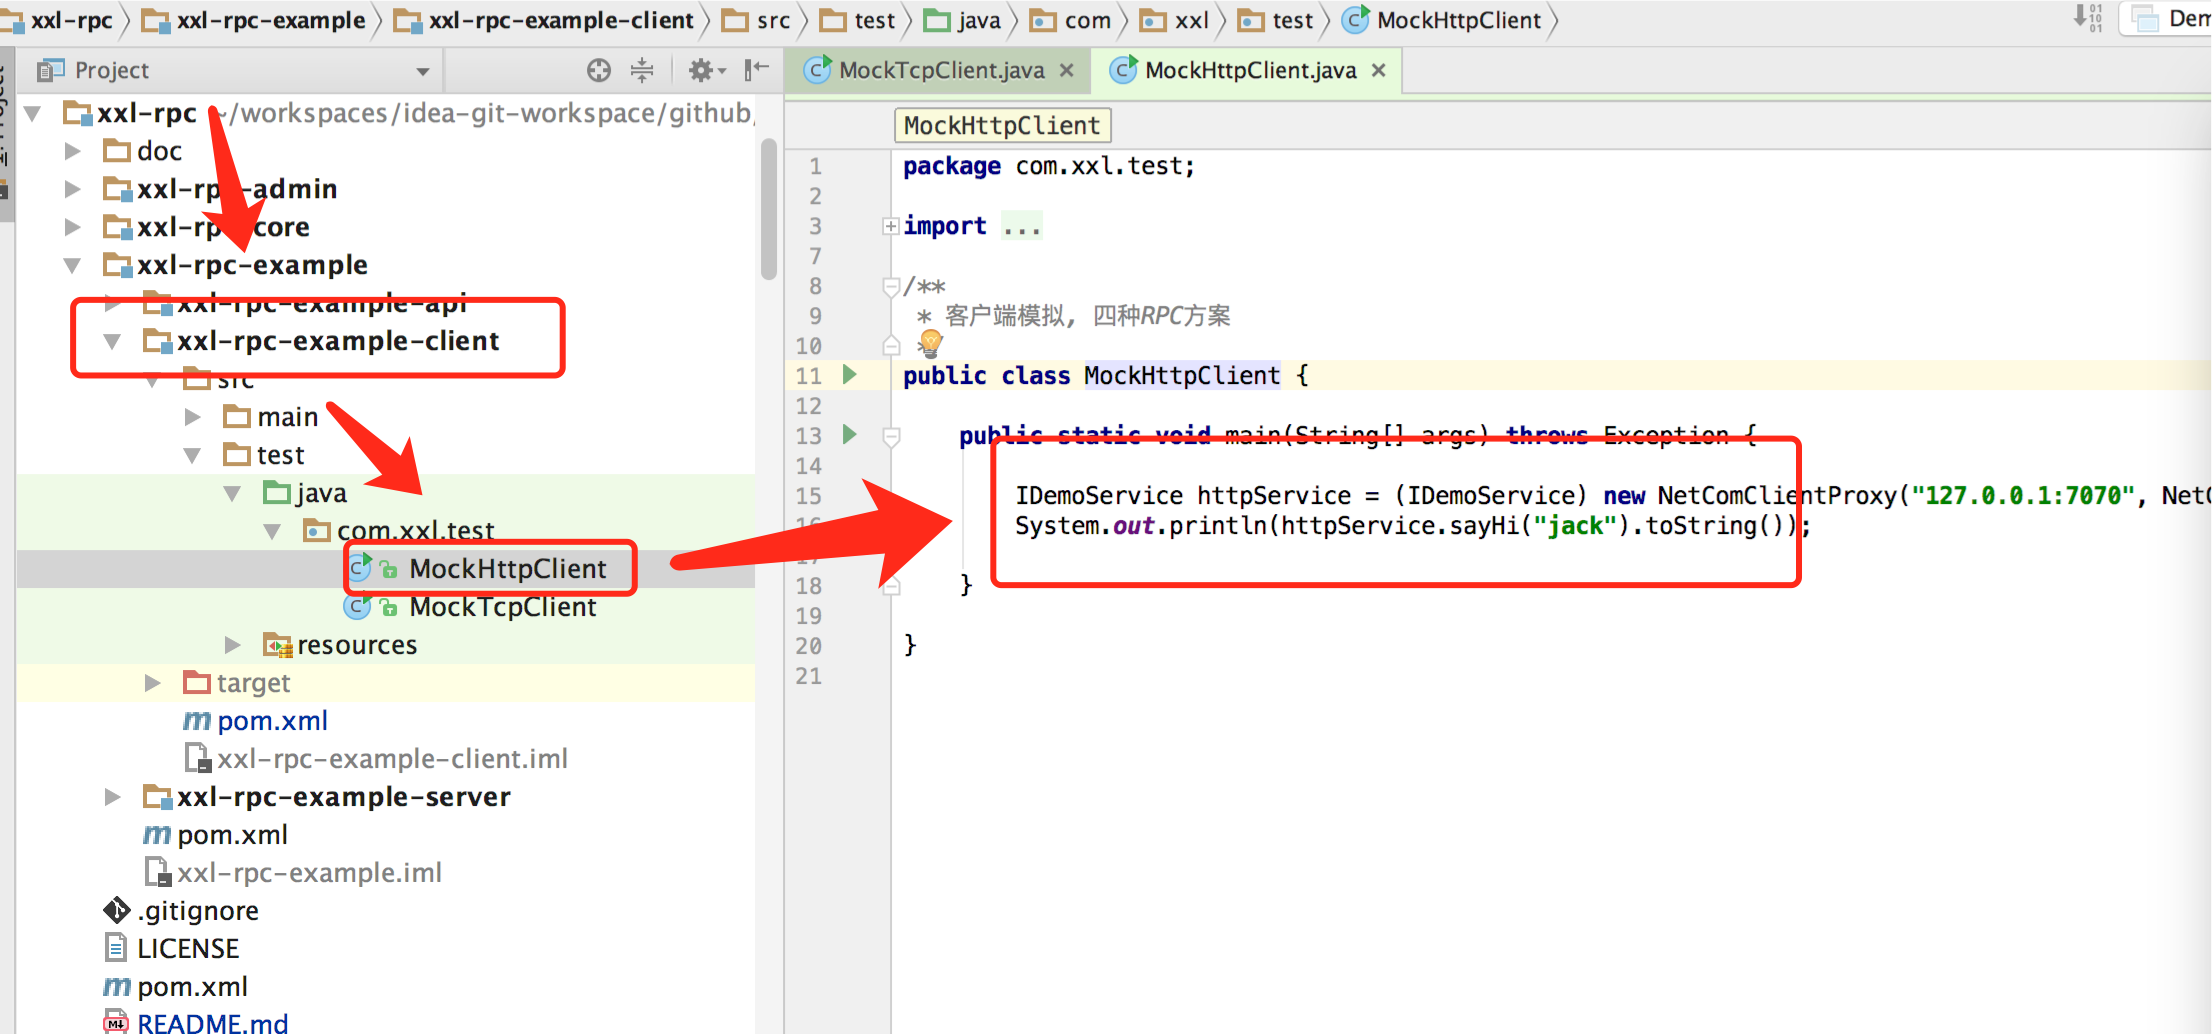 xxl-rpc xxl-rpc-example xxl-rpc-example-client src test java com xxl test MockHttpClient
Project
MockTcpClient.java MockHttpClient.java
xxl-rpc ~/workspaces/idea-git-workspace/github/
doc
xxl-rpc-admin
xxl-rpc-core
xxl-rpc-example
xxl-rpc-example-api
xxl-rpc-example-client
src
main
test
java
com.xxl.test
MockHttpClient
MockTcpClient
resources
target
pom.xml
xxl-rpc-example-client.iml
xxl-rpc-example-server
pom.xml
xxl-rpc-example.iml
.gitignore
LICENSE
pom.xml
README.md
MockHttpClient
1 package com.xxl.test;
2
3 import ...
7
8 /**
9 * 客户端模拟, 四种RPC方案
10 */
11 public class MockHttpClient {
12
13 public static void main(String[] args) throws Exception {
14
15 IDemoService httpService = (IDemoService) new NetComClientProxy("127.0.0.1:7070", Net
16 System.out.println(httpService.sayHi("jack").toString());
17
18 }
19
20 }
21